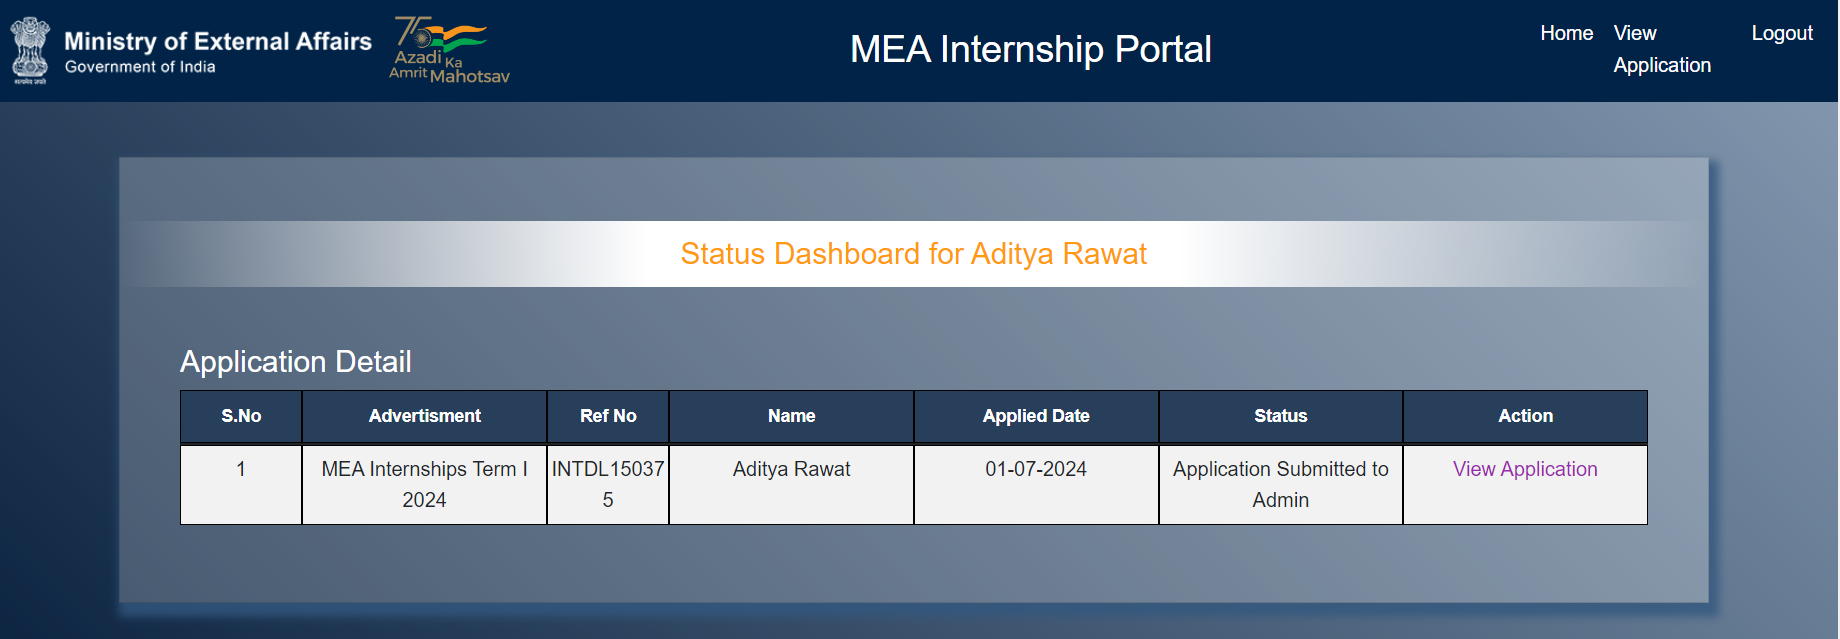 Ministry of External Affairs
Government of India
सत्यमेव जयते
75
Azadi Ka
Amrit Mahotsav
MEA Internship Portal
Home
View
Application
Logout
Status Dashboard for Aditya Rawat
Application Detail
S.No Advertisment Ref No Name Applied Date Status Action
1 MEA Internships Term I INTDL15037 Aditya Rawat 01-07-2024 Application Submitted to View Application
2024 5 Admin